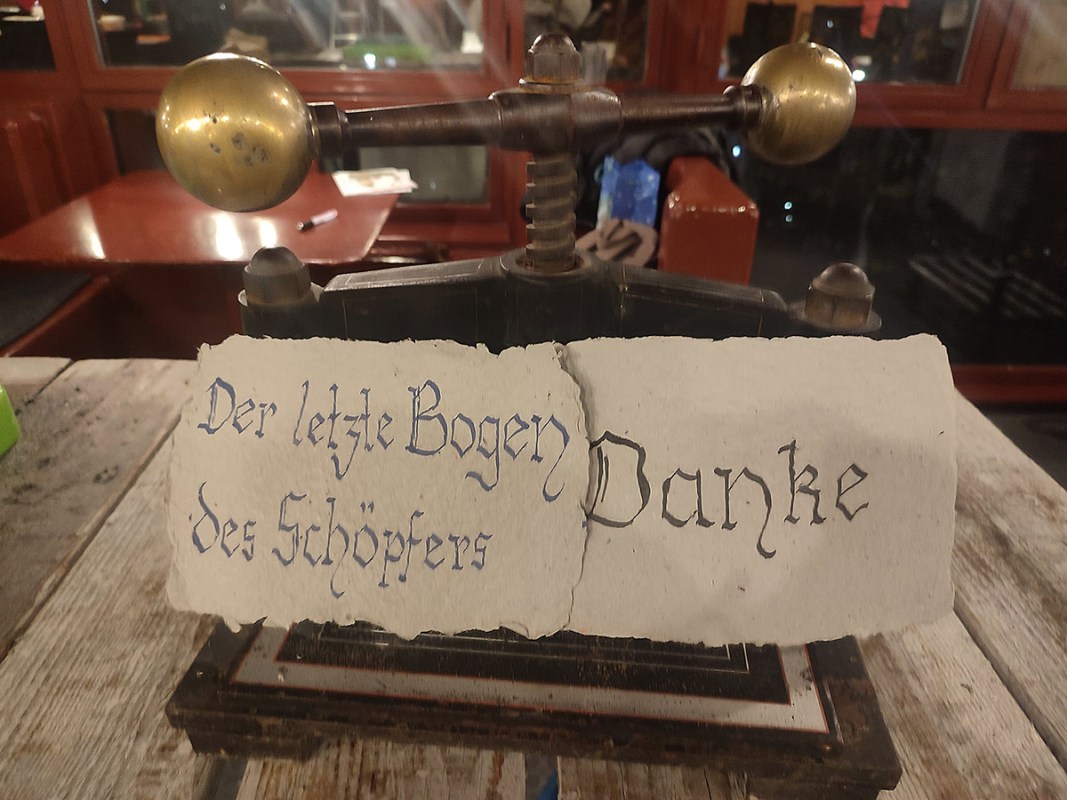 Der letzte Bogen
des Schöpfers
Danke